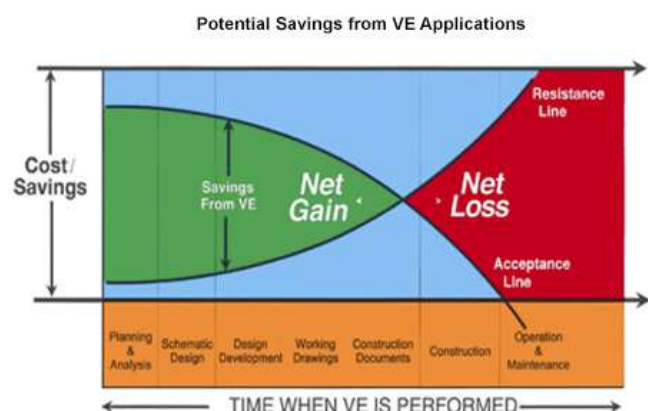 Potential Savings from VE Applications
Resistance
Line
Cost/
Savings
Savings
From VE
Net
Gain
Net
Loss
Acceptance
Line
Planning
&
Analysis
Schematic
Design
Design
Development
Working
Drawings
Construction
Documents
Construction
Operation
&
Maintenance
TIME WHEN VE IS PERFORMED